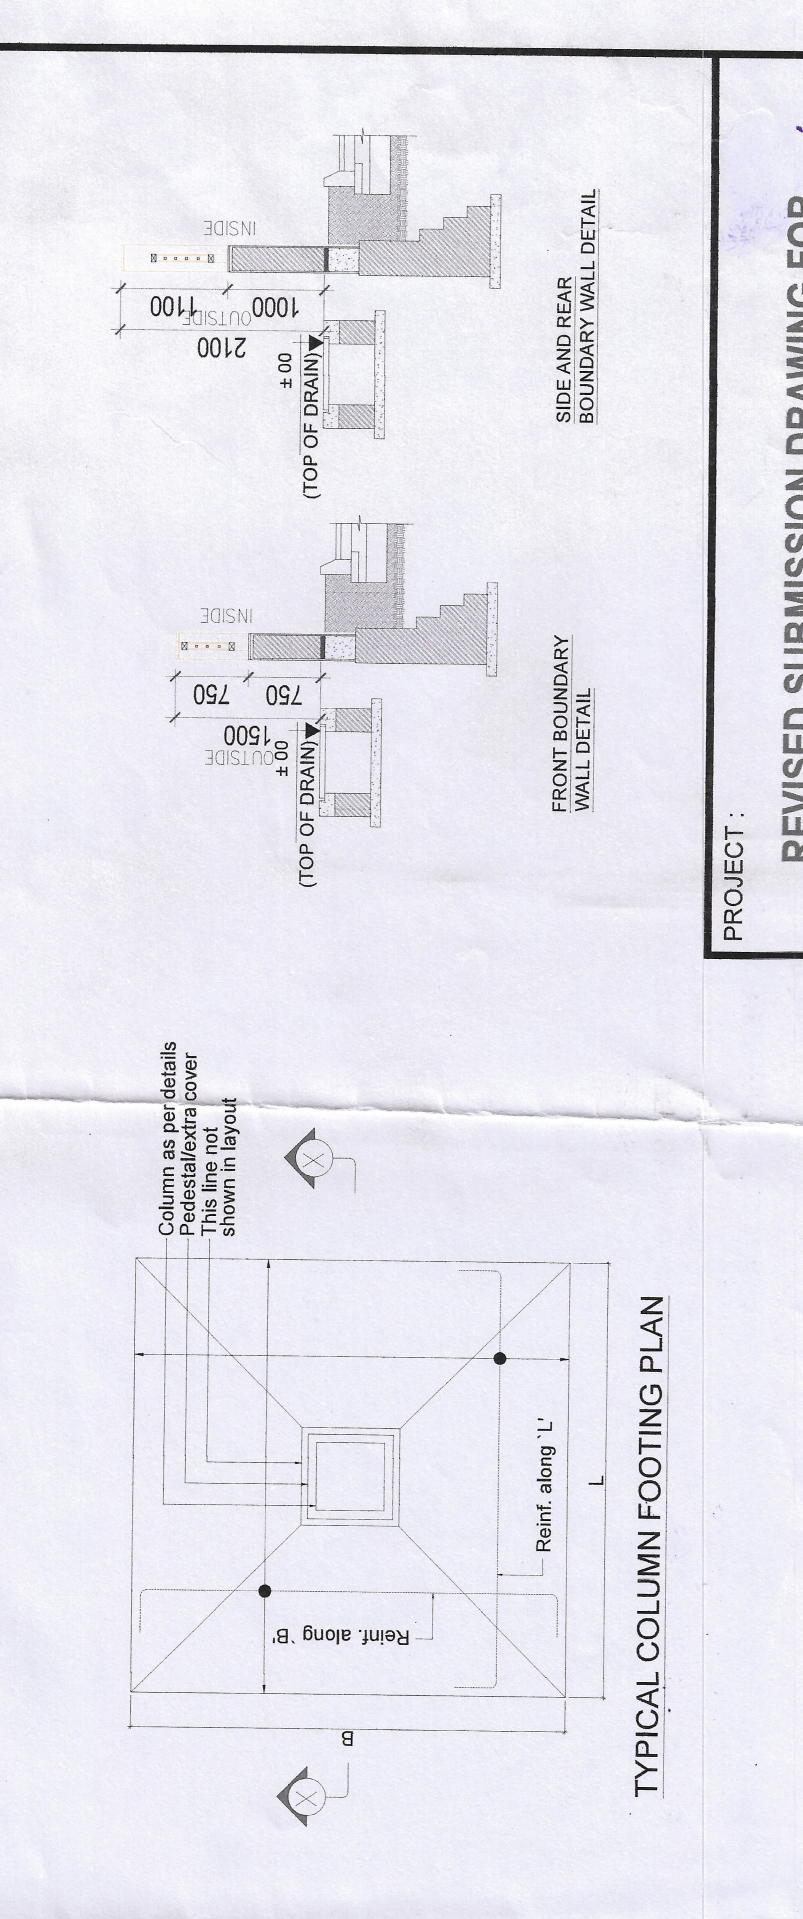 INSIDE
OUTSIDE
1100
1000
2100
± 00
(TOP OF DRAIN)
SIDE AND REAR
BOUNDARY WALL DETAIL
INSIDE
OUTSIDE
750
750
1500
± 00
(TOP OF DRAIN)
FRONT BOUNDARY
WALL DETAIL
PROJECT :
REVISED SUBMISSION DRAWING FOR
Column as per details
Pedestal/extra cover
This line not
shown in layout
X
Reinf. along `L'
Reinf. along `B'
L
B
X
TYPICAL COLUMN FOOTING PLAN